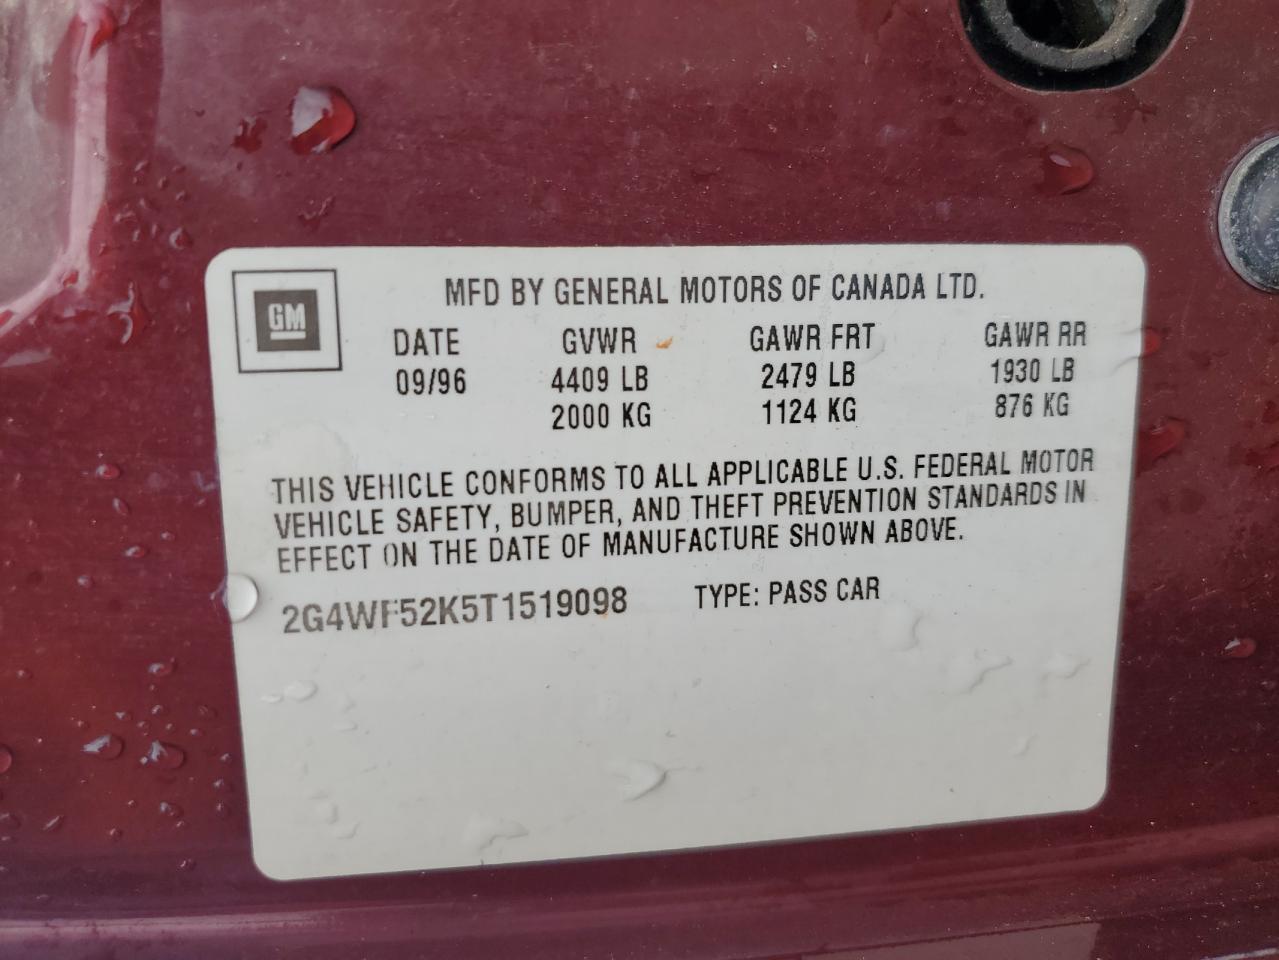 GM
MFD BY GENERAL MOTORS OF CANADA LTD.
DATE GVWR GAWR FRT GAWR RR
09/96 4409 LB 2479 LB 1930 LB
2000 KG 1124 KG 876 KG
THIS VEHICLE CONFORMS TO ALL APPLICABLE U.S. FEDERAL MOTOR
VEHICLE SAFETY, BUMPER, AND THEFT PREVENTION STANDARDS IN
EFFECT ON THE DATE OF MANUFACTURE SHOWN ABOVE.
2G4WF52K5T1519098 TYPE: PASS CAR